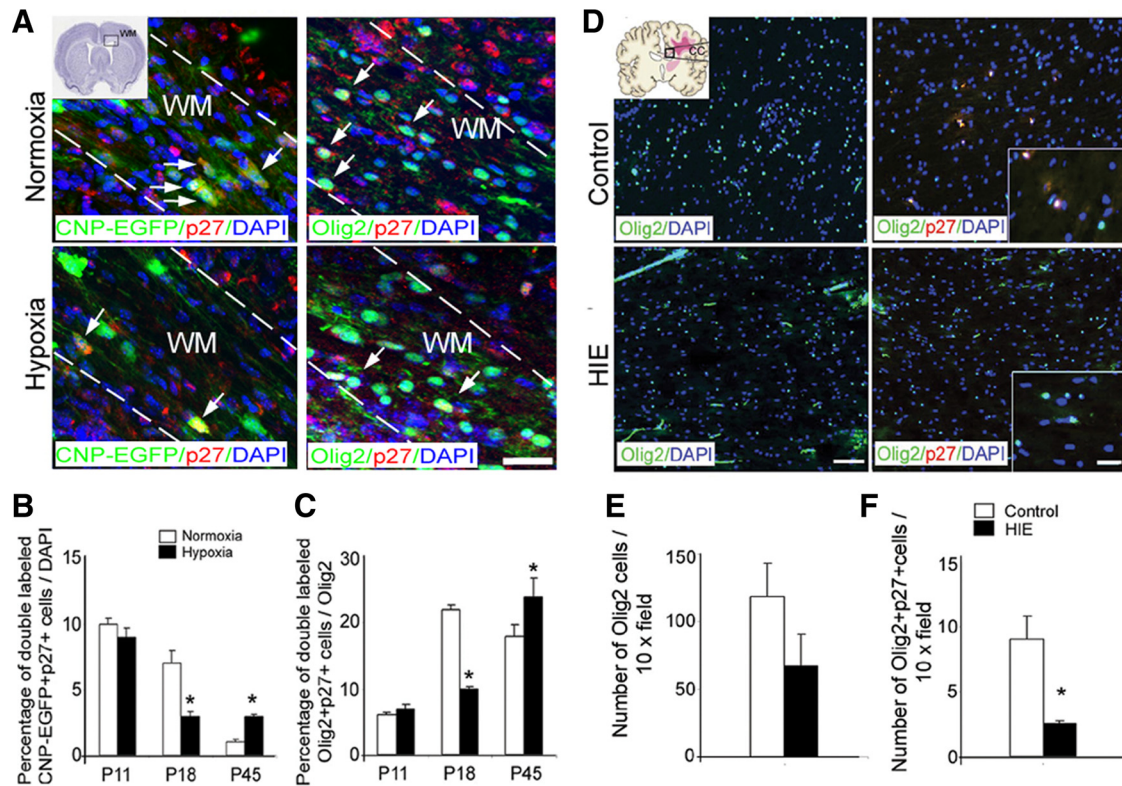 A
Normoxia
WM
WM
CNP-EGFP/p27/DAPI
WM
Olig2/p27/DAPI
Hypoxia
WM
CNP-EGFP/p27/DAPI
WM
Olig2/p27/DAPI
D
Control
CC
Olig2/DAPI
Olig2/p27/DAPI
HIE
Olig2/DAPI
Olig2/p27/DAPI
B
Percentage of double labeled
CNP-EGFP+p27+ cells / DAPI
Normoxia
Hypoxia
15
10
5
0
*
*
P11 P18 P45
C
Percentage of double labeled
Olig2+p27+ cells / Olig2
30
20
10
0
*
*
P11 P18 P45
E
Number of Olig2 cells /
10 x field
150
100
50
0
F
Number of Olig2+p27+cells /
10 x field
Control
HIE
15
10
5
0
*